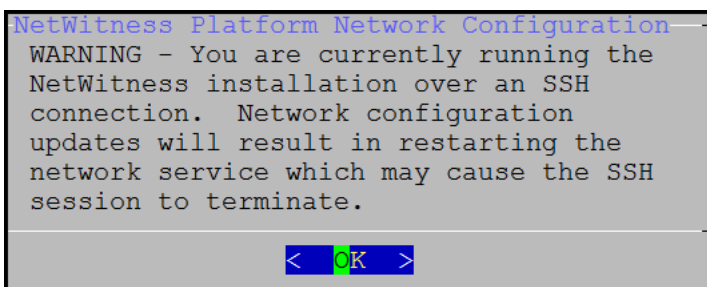 NetWitness Platform Network Configuration
WARNING - You are currently running the
NetWitness installation over an SSH
connection.  Network configuration
updates will result in restarting the
network service which may cause the SSH
session to terminate.
<  OK  >